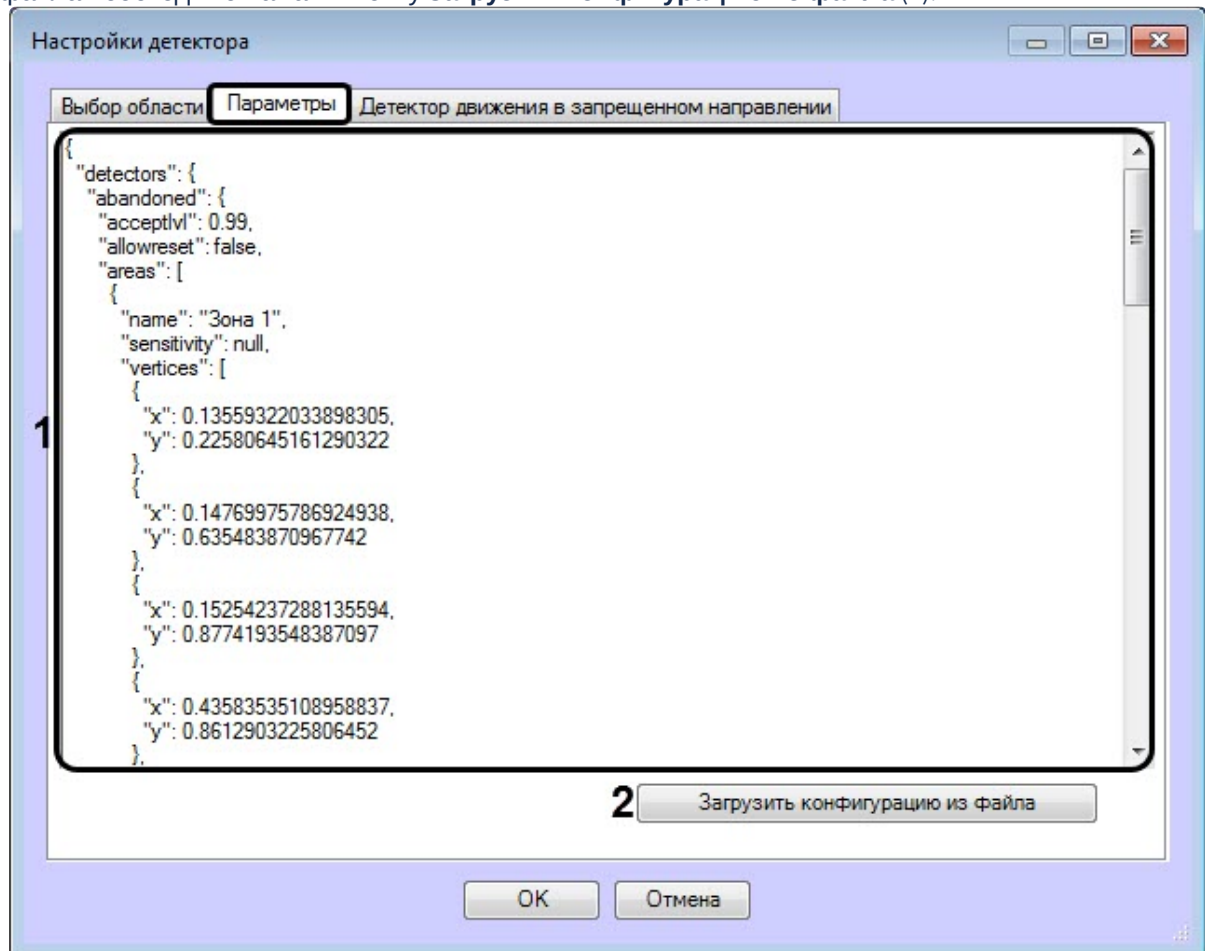 Настройки детектора
Выбор области Параметры Детектор движения в запрещенном направлении
{
"detectors": {
"abandoned": {
"acceptlvl": 0.99,
"allowreset": false,
"areas": [
{
"name": "Зона 1",
"sensitivity": null,
"vertices": [
{
"x": 0.13559322033898305,
1
"y": 0.22580645161290322
},
{
"x": 0.14769975786924938,
"y": 0.635483870967742
},
{
"x": 0.15254237288135594,
"y": 0.8774193548387097
},
{
"x": 0.43583535108958837,
"y": 0.8612903225806452
},
2 Загрузить конфигурацию из файла
OK Отмена